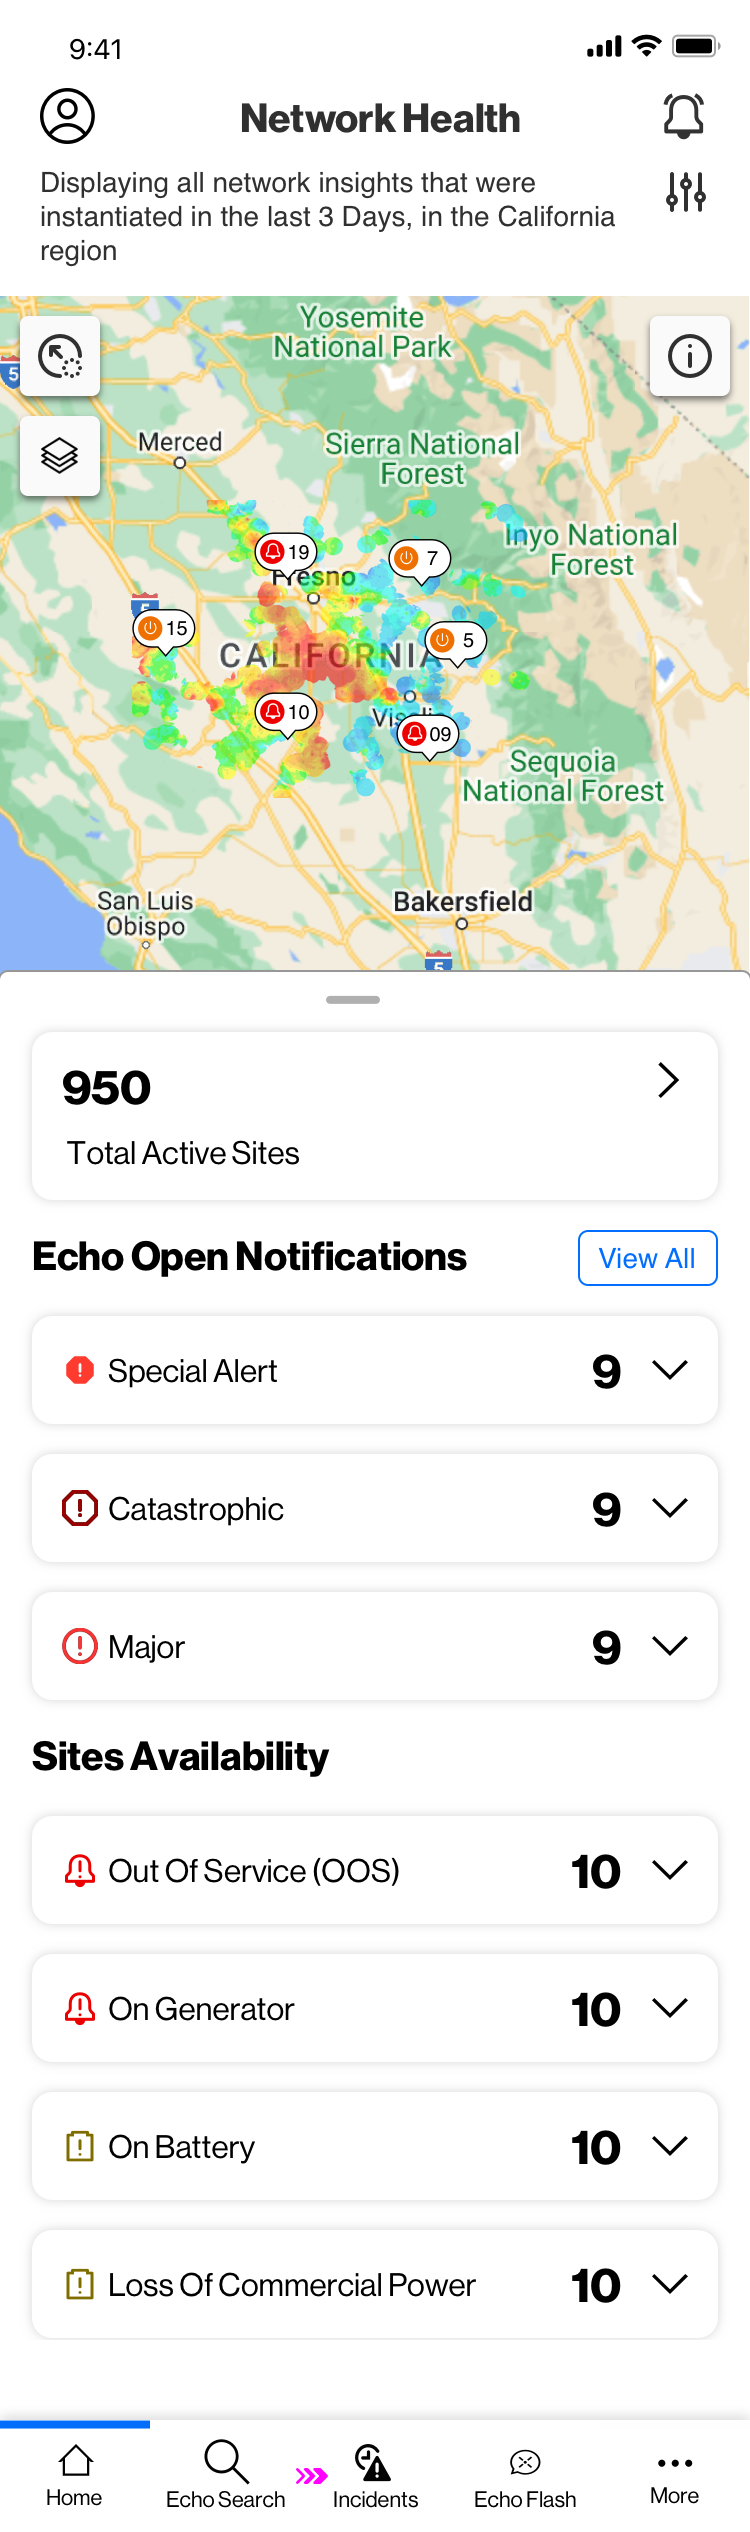 9:41
Network Health
Displaying all network insights that were
instantiated in the last 3 Days, in the California
region
Yosemite
National Park
5
Merced
Sierra National
Forest
Inyo National
Forest
19
7
Fresno
5
15
CALIFORNIA
5
10
09
Sequoia
National Forest
San Luis
Obispo
Bakersfield
5
950
Total Active Sites
Echo Open Notifications
View All
Special Alert 9
Catastrophic 9
Major 9
Sites Availability
Out Of Service (OOS) 10
On Generator 10
On Battery 10
Loss Of Commercial Power 10
Home
Echo Search
Incidents
Echo Flash
More